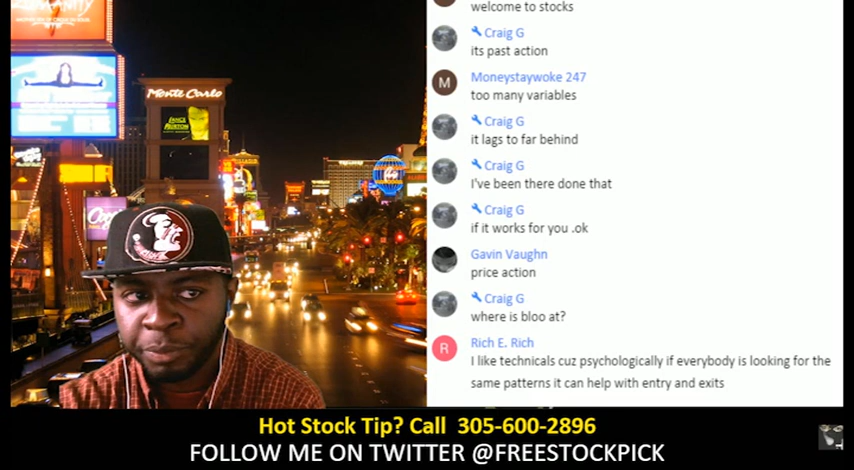 HUMANITY
Monte Carlo
LANCE
BURTON
welcome to stocks
Craig G
its past action
M
Moneystaywoke 247
too many variables
Craig G
it lags to far behind
Craig G
I've been there done that
Craig G
if it works for you .ok
Gavin Vaughn
price action
Craig G
where is bloo at?
R
Rich E. Rich
I like technicals cuz psychologically if everybody is looking for the
same patterns it can help with entry and exits
Hot Stock Tip? Call 305-600-2896
FOLLOW ME ON TWITTER @FREESTOCKPICK